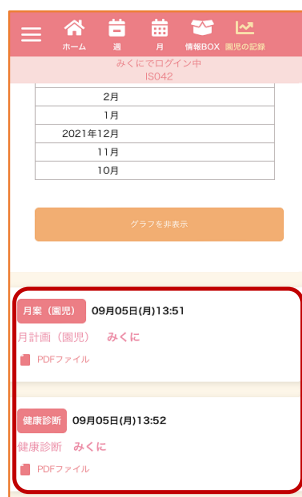 ホーム 週 月 情報BOX 園児の記録
みくにでログイン中
IS042
2月
1月
2021年12月
11月
10月
グラフを非表示
月案（園児） 09月05日(月)13:51
月計画（園児） みくに
PDFファイル
健康診断 09月05日(月)13:52
健康診断 みくに
PDFファイル